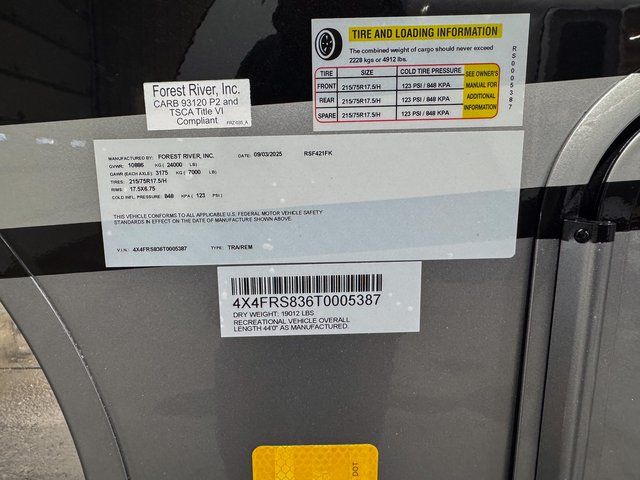 TIRE AND LOADING INFORMATION
The combined weight of cargo should never exceed
2228 kgs or 4912 lbs.
TIRE SIZE COLD TIRE PRESSURE
FRONT 215/75R17.5/H 123 PSI / 848 KPA
REAR 215/75R17.5/H 123 PSI / 848 KPA
SPARE 215/75R17.5/H 123 PSI / 848 KPA
SEE OWNER'S
MANUAL FOR
ADDITIONAL
INFORMATION
RS0005387
Forest River, Inc.
CARB 93120 P2 and
TSCA Title VI
Compliant
MANUFACTURED BY: FOREST RIVER, INC. DATE: 09/03/2025 RSF421FK
GVWR: 10886 KG ( 24000 LB)
GAWR (EACH AXLE): 3175 KG ( 7000 LB)
TIRES: 215/75R17.5/H
RIMS: 17.5X6.75
COLD INFL. PRESSURE: 848 KPA ( 123 PSI)
THIS VEHICLE CONFORMS TO ALL APPLICABLE U.S. FEDERAL MOTOR VEHICLE SAFETY
STANDARDS IN EFFECT ON THE DATE OF MANUFACTURE SHOWN ABOVE.
V.I.N.: 4X4FRS836T0005387 TYPE: TRA/REM
4X4FRS836T0005387
DRY WEIGHT: 19012 LBS
RECREATIONAL VEHICLE OVERALL
LENGTH 44'0" AS MANUFACTURED.
DOT